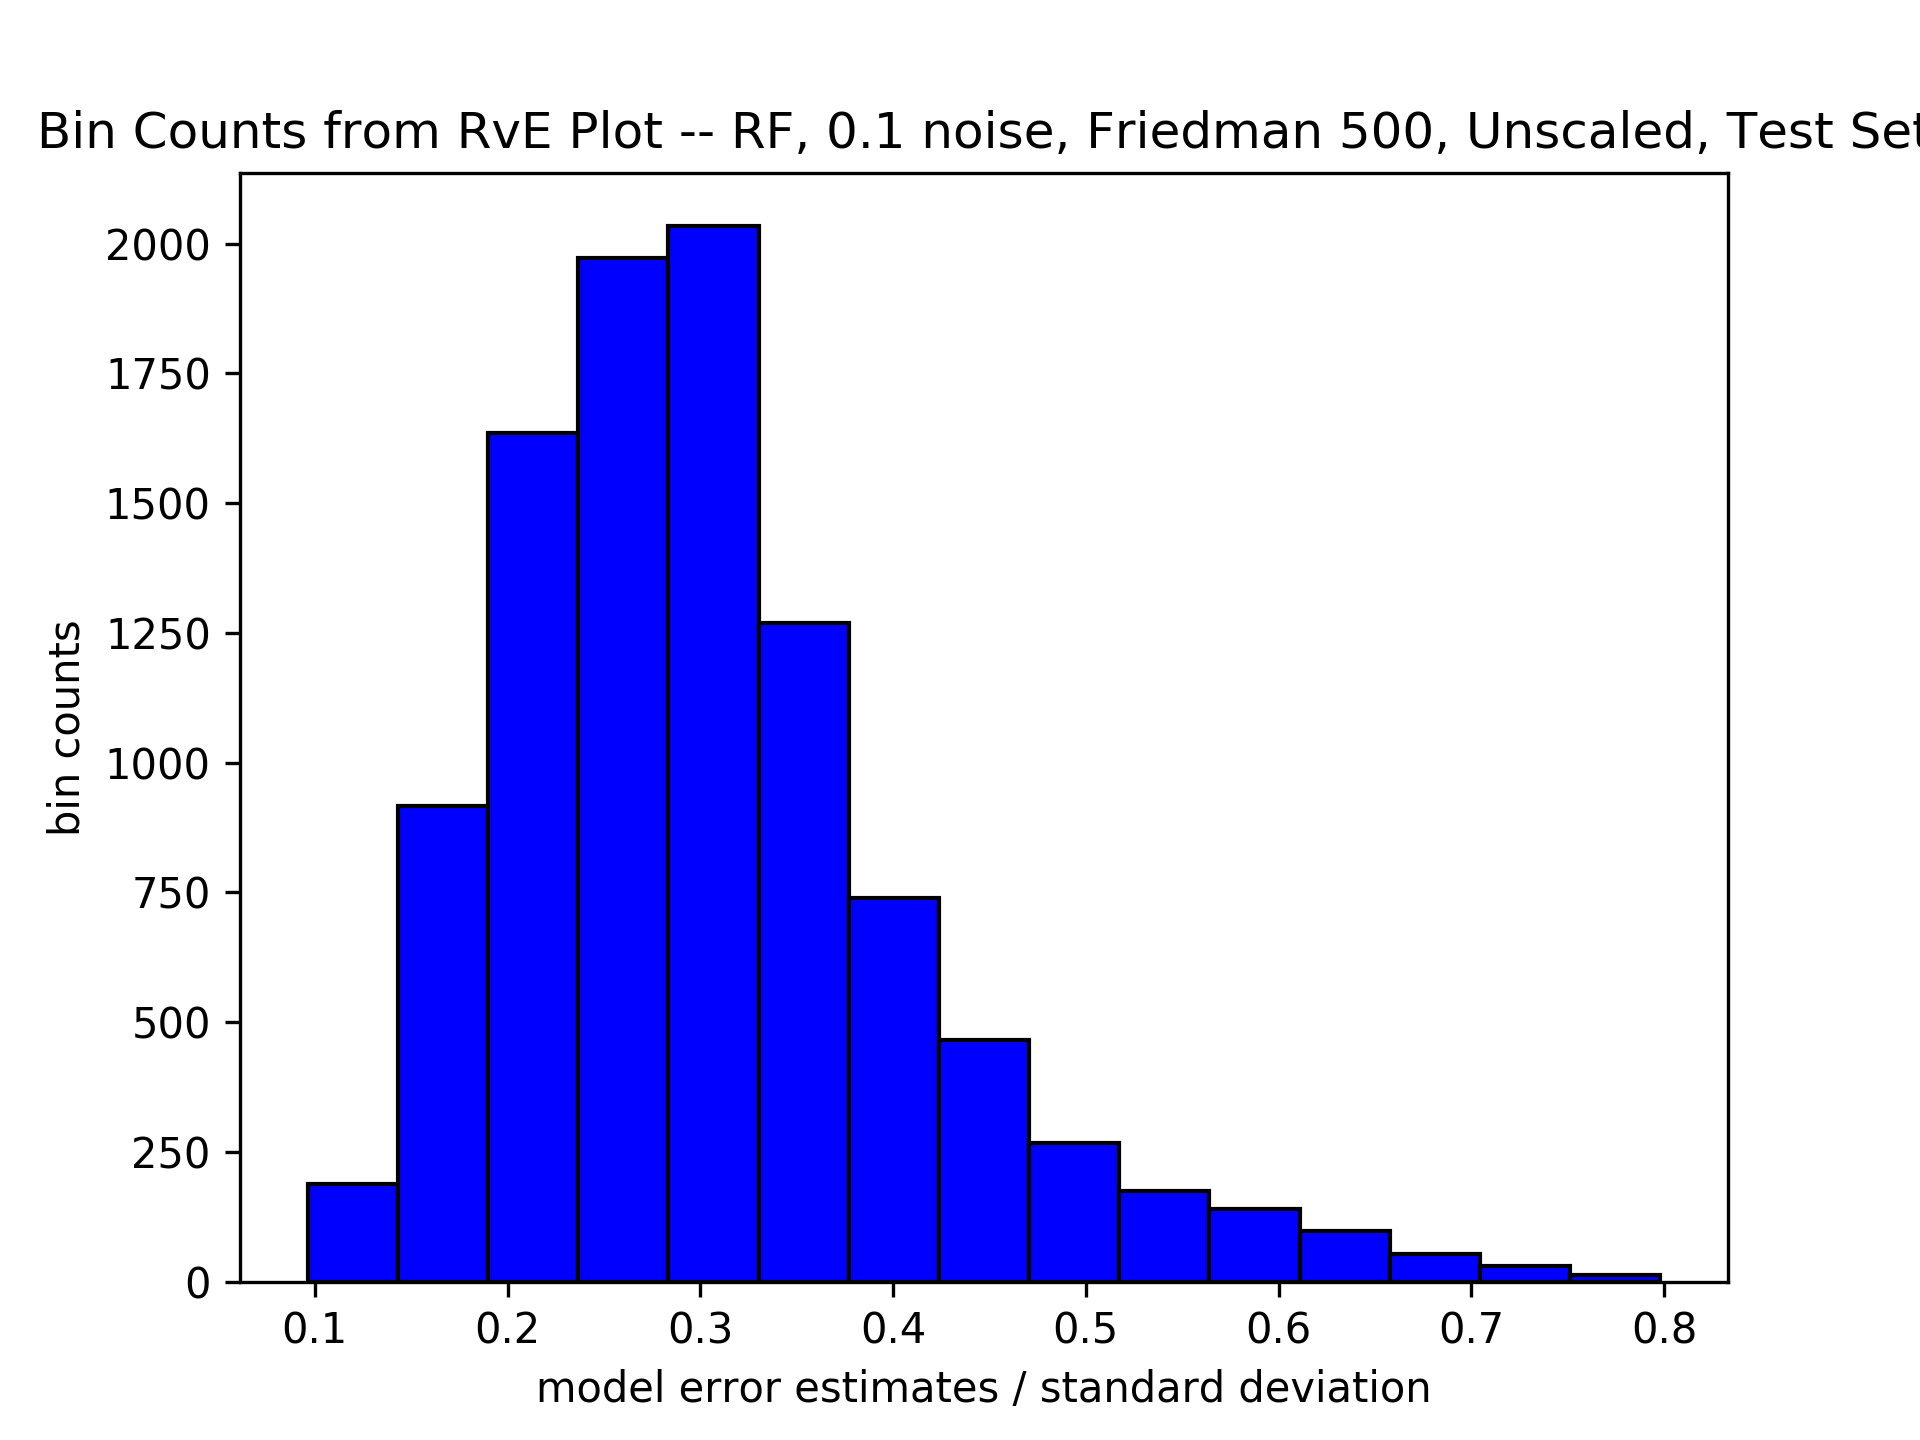 Bin Counts from RvE Plot -- RF, 0.1 noise, Friedman 500, Unscaled, Test Set
2000
1750
1500
1250
1000
750
500
250
0
bin counts
0.1 0.2 0.3 0.4 0.5 0.6 0.7 0.8
model error estimates / standard deviation